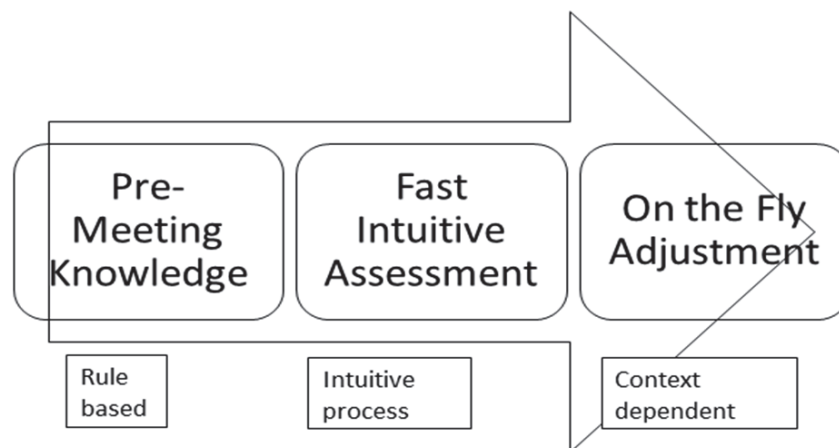 Pre-
Meeting
Knowledge
Fast
Intuitive
Assessment
On the Fly
Adjustment
Rule
based
Intuitive
process
Context
dependent